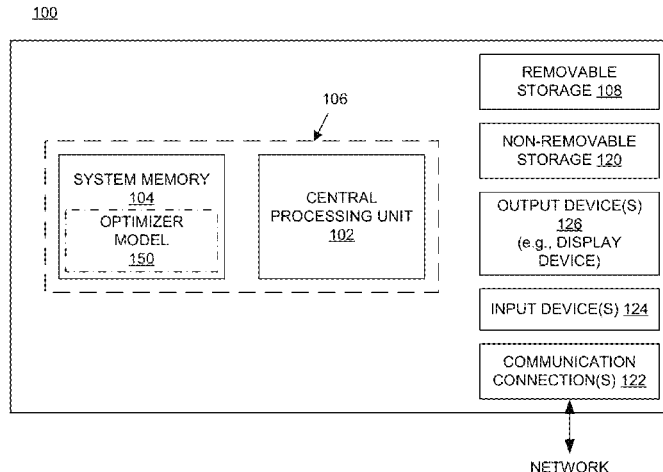 100
106
SYSTEM MEMORY
104
OPTIMIZER
MODEL
150
CENTRAL
PROCESSING UNIT
102
REMOVABLE
STORAGE 108
NON-REMOVABLE
STORAGE 120
OUTPUT DEVICE(S)
126
(e.g., DISPLAY
DEVICE)
INPUT DEVICE(S) 124
COMMUNICATION
CONNECTION(S) 122
NETWORK